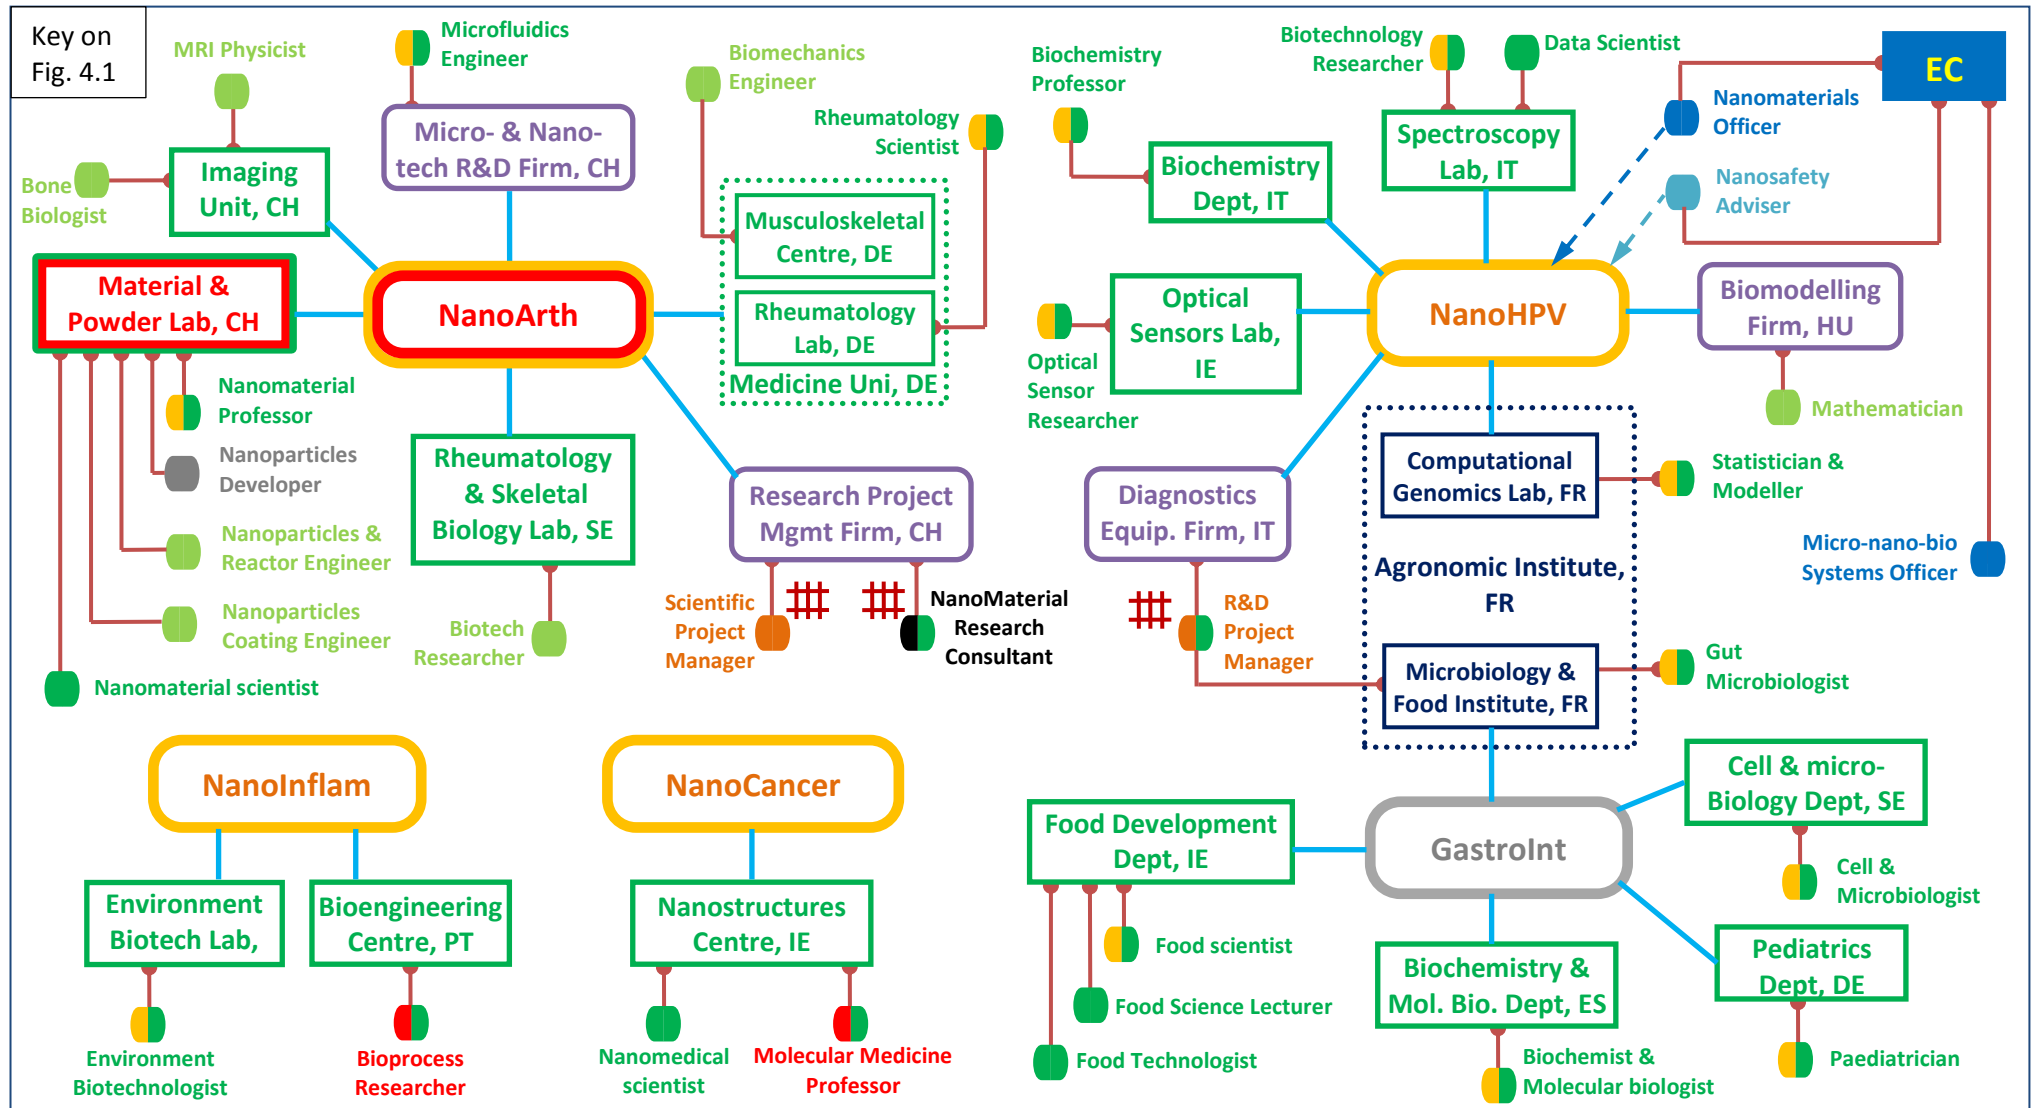 Key on
Fig. 4.1
MRI Physicist
Bone
Biologist
Imaging
Unit, CH
Microfluidics
Engineer
Micro- & Nano-
tech R&D Firm, CH
Biomechanics
Engineer
Rheumatology
Scientist
Musculoskeletal
Centre, DE
Rheumatology
Lab, DE
Medicine Uni, DE
Material &
Powder Lab, CH
NanoArth
Nanomaterial
Professor
Nanoparticles
Developer
Nanoparticles &
Reactor Engineer
Nanoparticles
Coating Engineer
Nanomaterial scientist
Rheumatology
& Skeletal
Biology Lab, SE
Biotech
Researcher
Research Project
Mgmt Firm, CH
Scientific
Project
Manager
NanoMaterial
Research
Consultant
Biochemistry
Professor
Biotechnology
Researcher
Data Scientist
Biochemistry
Dept, IT
Spectroscopy
Lab, IT
EC
Nanomaterials
Officer
Nanosafety
Adviser
Optical
Sensors Lab,
IE
Optical
Sensor
Researcher
NanoHPV
Biomodelling
Firm, HU
Mathematician
Diagnostics
Equip. Firm, IT
R&D
Project
Manager
Computational
Genomics Lab, FR
Statistician &
Modeller
Agronomic Institute,
FR
Microbiology &
Food Institute, FR
Gut
Microbiologist
Micro-nano-bio
Systems Officer
NanoInflam
Environment
Biotech Lab,
Bioengineering
Centre, PT
Environment
Biotechnologist
Bioprocess
Researcher
NanoCancer
Nanostructures
Centre, IE
Nanomedical
scientist
Molecular Medicine
Professor
Food Development
Dept, IE
Food scientist
Food Science Lecturer
Food Technologist
GastroInt
Cell & micro-
Biology Dept, SE
Cell &
Microbiologist
Biochemistry &
Mol. Bio. Dept, ES
Biochemist &
Molecular biologist
Pediatrics
Dept, DE
Paediatrician